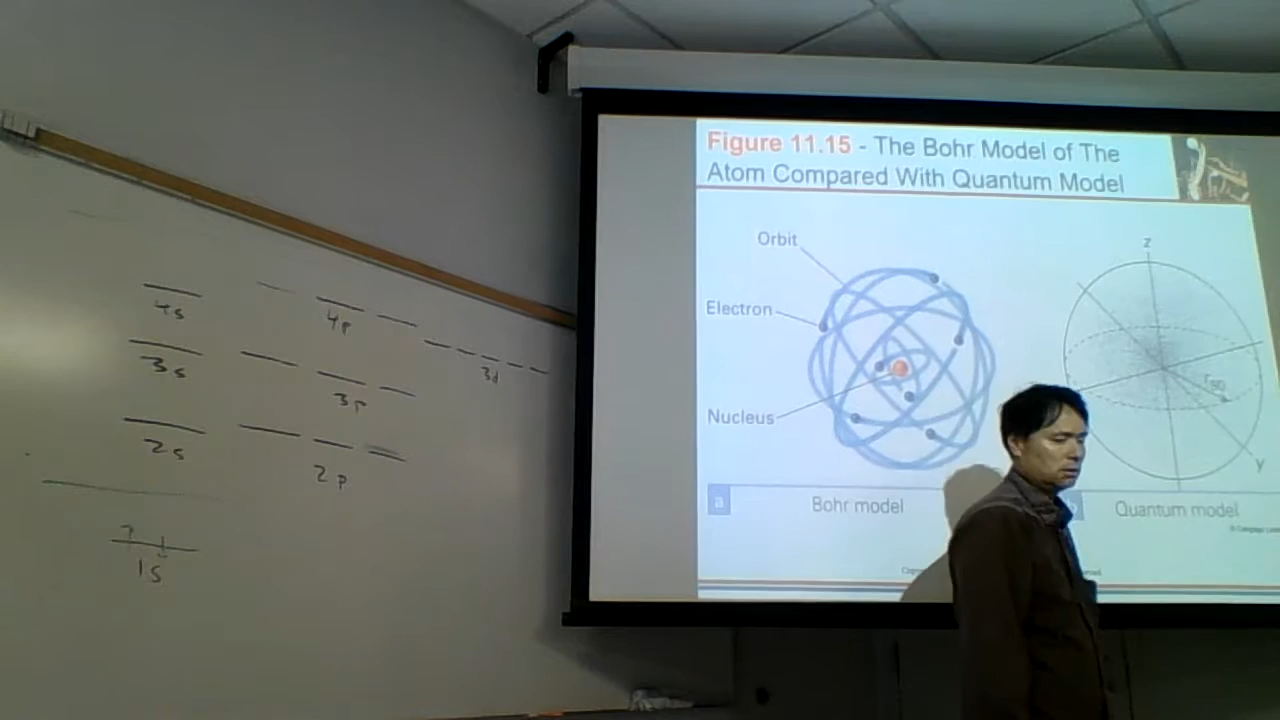 4s
4p
3s
3p
3d
2s
2p
1s
Figure 11.15 - The Bohr Model of The
Atom Compared With Quantum Model
Orbit
Electron
Nucleus
a
Bohr model
z
r90
y
Quantum model